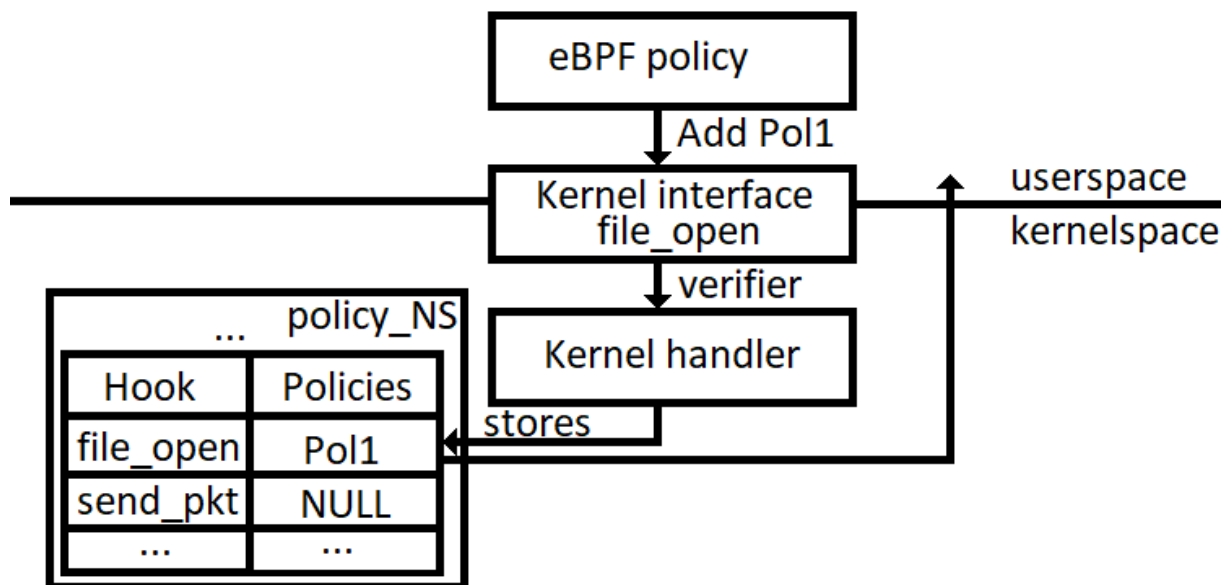 eBPF policy
Add Pol1
Kernel interface
file_open
userspace
kernelspace
verifier
policy_NS
...
Kernel handler
Hook Policies
stores
file_open Pol1
send_pkt NULL
... ...